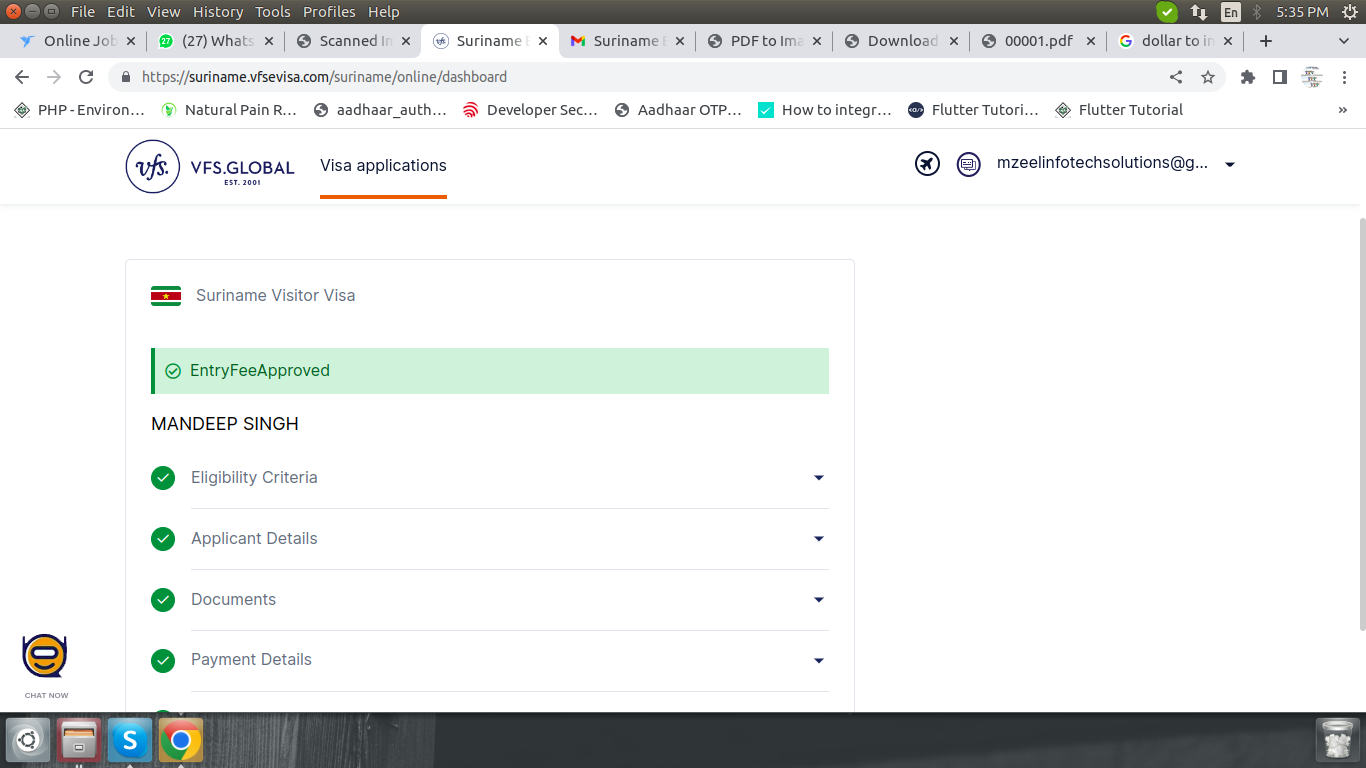 File Edit View History Tools Profiles Help En 5:35 PM
Online Job (27) Whats Scanned Im Suriname E Suriname E PDF to Ima Download 00001.pdf dollar to in
https://suriname.vfsevisa.com/suriname/online/dashboard
PHP - Environ... Natural Pain R... aadhaar_auth... Developer Sec... Aadhaar OTP... How to integr... Flutter Tutori... Flutter Tutorial »
vfs. VFS.GLOBAL EST. 2001 Visa applications mzeelinfotechsolutions@g...
Suriname Visitor Visa
EntryFeeApproved
MANDEEP SINGH
Eligibility Criteria
Applicant Details
Documents
Payment Details
CHAT NOW